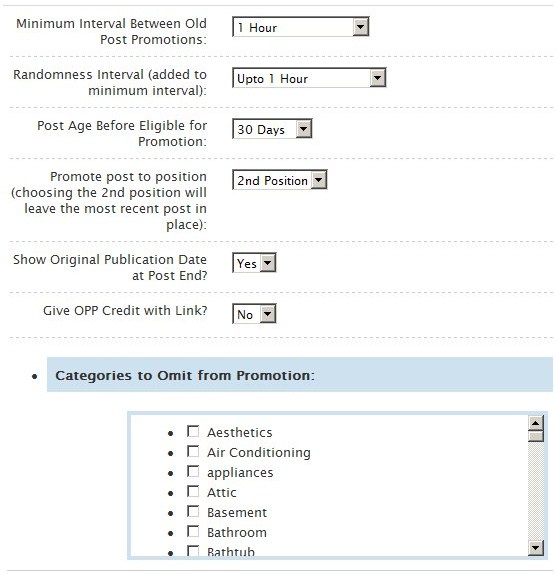 Minimum Interval Between Old
Post Promotions:
1 Hour
Randomness Interval (added to
minimum interval):
Upto 1 Hour
Post Age Before Eligible for
Promotion:
30 Days
Promote post to position
(choosing the 2nd position will
leave the most recent post in
place):
2nd Position
Show Original Publication Date
at Post End?
Yes
Give OPP Credit with Link?
No
Categories to Omit from Promotion:
Aesthetics
Air Conditioning
appliances
Attic
Basement
Bathroom
Bathtub